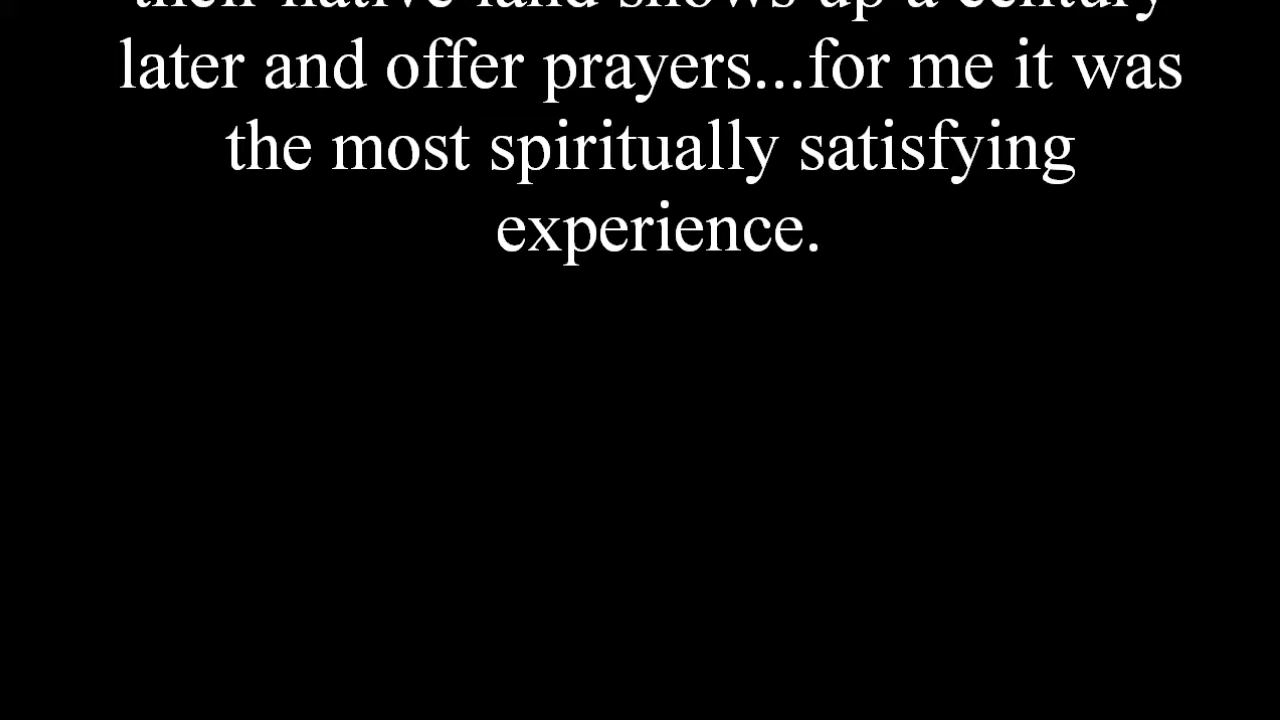 their native land shows up a century
later and offer prayers...for me it was
the most spiritually satisfying
experience.